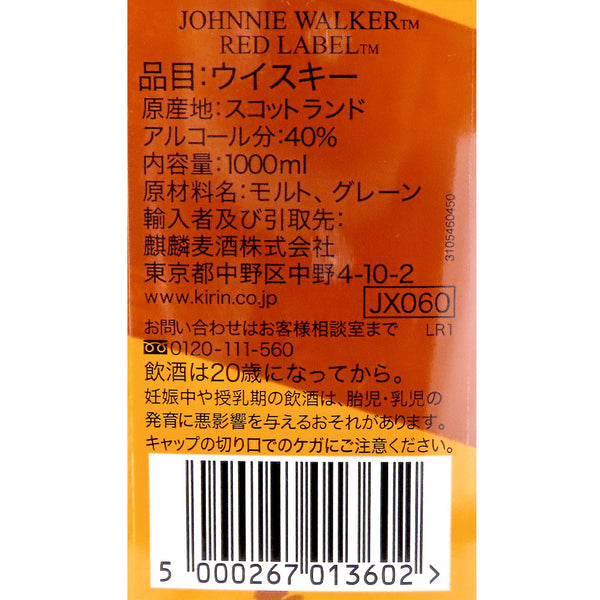 JOHNNIE WALKER™
RED LABEL™
品目:ウイスキー
原産地:スコットランド
アルコール分:40%
内容量:1000ml
原材料名:モルト、グレーン
輸入者及び引取先:
麒麟麦酒株式会社
東京都中野区中野4-10-2
www.kirin.co.jp JX060
お問い合わせはお客様相談室まで LR1
0120-111-560
飲酒は20歳になってから。
妊娠中や授乳期の飲酒は、胎児・乳児の
発育に悪影響を与えるおそれがあります。
キャップの切り口でのケガにご注意ください。
3105460450
5 000267 013602 >